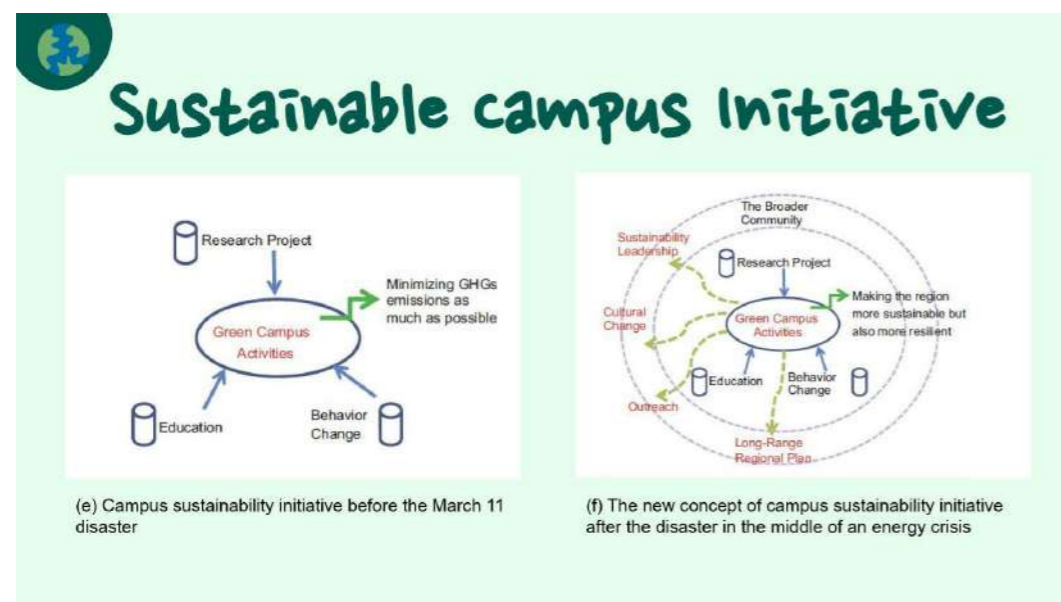 Sustainable campus Initiative
Research Project
Minimizing GHGs
emissions as
much as possible
Green Campus
Activities
Education
Behavior
Change
(e) Campus sustainability initiative before the March 11
disaster
The Broader
Community
Sustainability
Leadership
Research Project
Cultural
Change
Green Campus
Activities
Making the region
more sustainable but
also more resilient
Education
Behavior
Change
Outreach
Long-Range
Regional Plan
(f) The new concept of campus sustainability initiative
after the disaster in the middle of an energy crisis